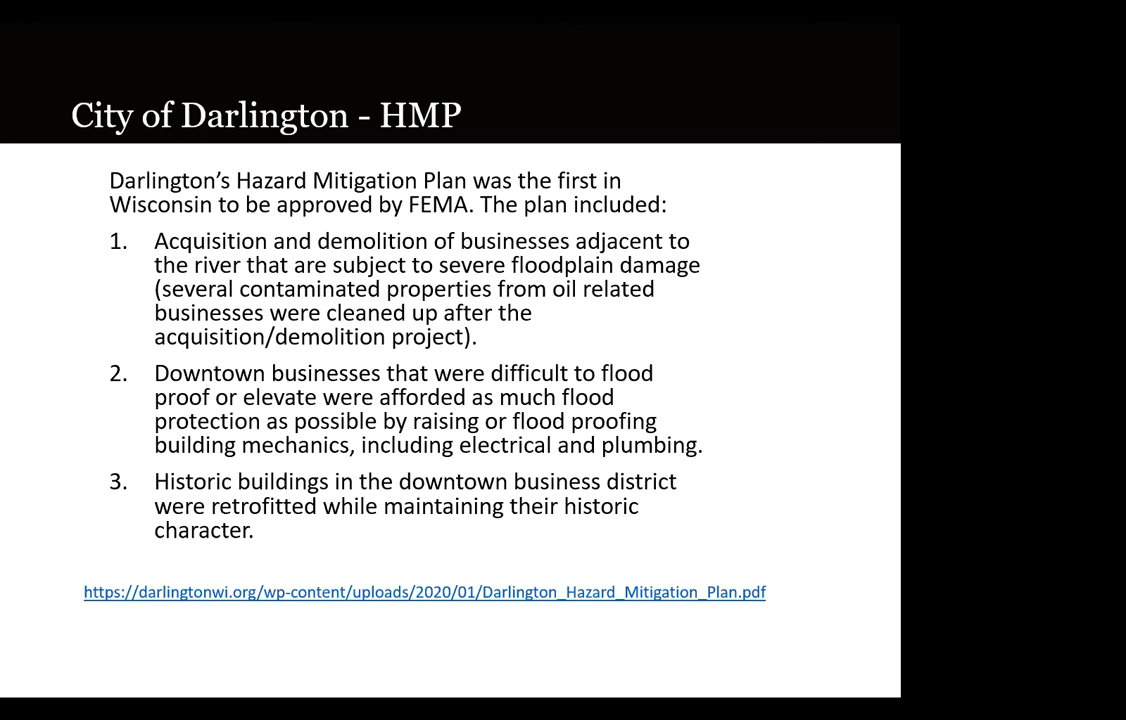 City of Darlington - HMP
Darlington’s Hazard Mitigation Plan was the first in
Wisconsin to be approved by FEMA. The plan included:
1. Acquisition and demolition of businesses adjacent to
the river that are subject to severe floodplain damage
(several contaminated properties from oil related
businesses were cleaned up after the
acquisition/demolition project).
2. Downtown businesses that were difficult to flood
proof or elevate were afforded as much flood
protection as possible by raising or flood proofing
building mechanics, including electrical and plumbing.
3. Historic buildings in the downtown business district
were retrofitted while maintaining their historic
character.
https://darlingtonwi.org/wp-content/uploads/2020/01/Darlington_Hazard_Mitigation_Plan.pdf